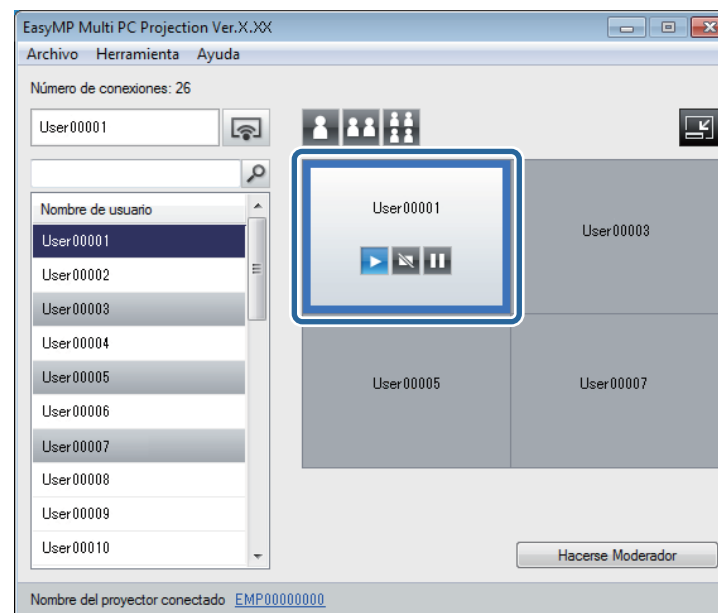 EasyMP Multi PC Projection Ver.X.XX
Archivo Herramienta Ayuda
Número de conexiones: 26
User00001
Nombre de usuario
User00001
User00002
User00003
User00004
User00005
User00006
User00007
User00008
User00009
User00010
User00001
User00003
User00005
User00007
Hacerse Moderador
Nombre del proyector conectado EMP00000000